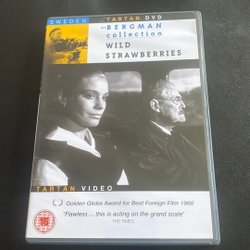 SWEDEN
TARTAN DVD
THE BERGMAN
collection
WILD
STRAWBERRIES
TARTAN VIDEO
Golden Globe Award for Best Foreign Film 1960
"Flawless ... this is acting on the grand scale"
THE TIMES
15